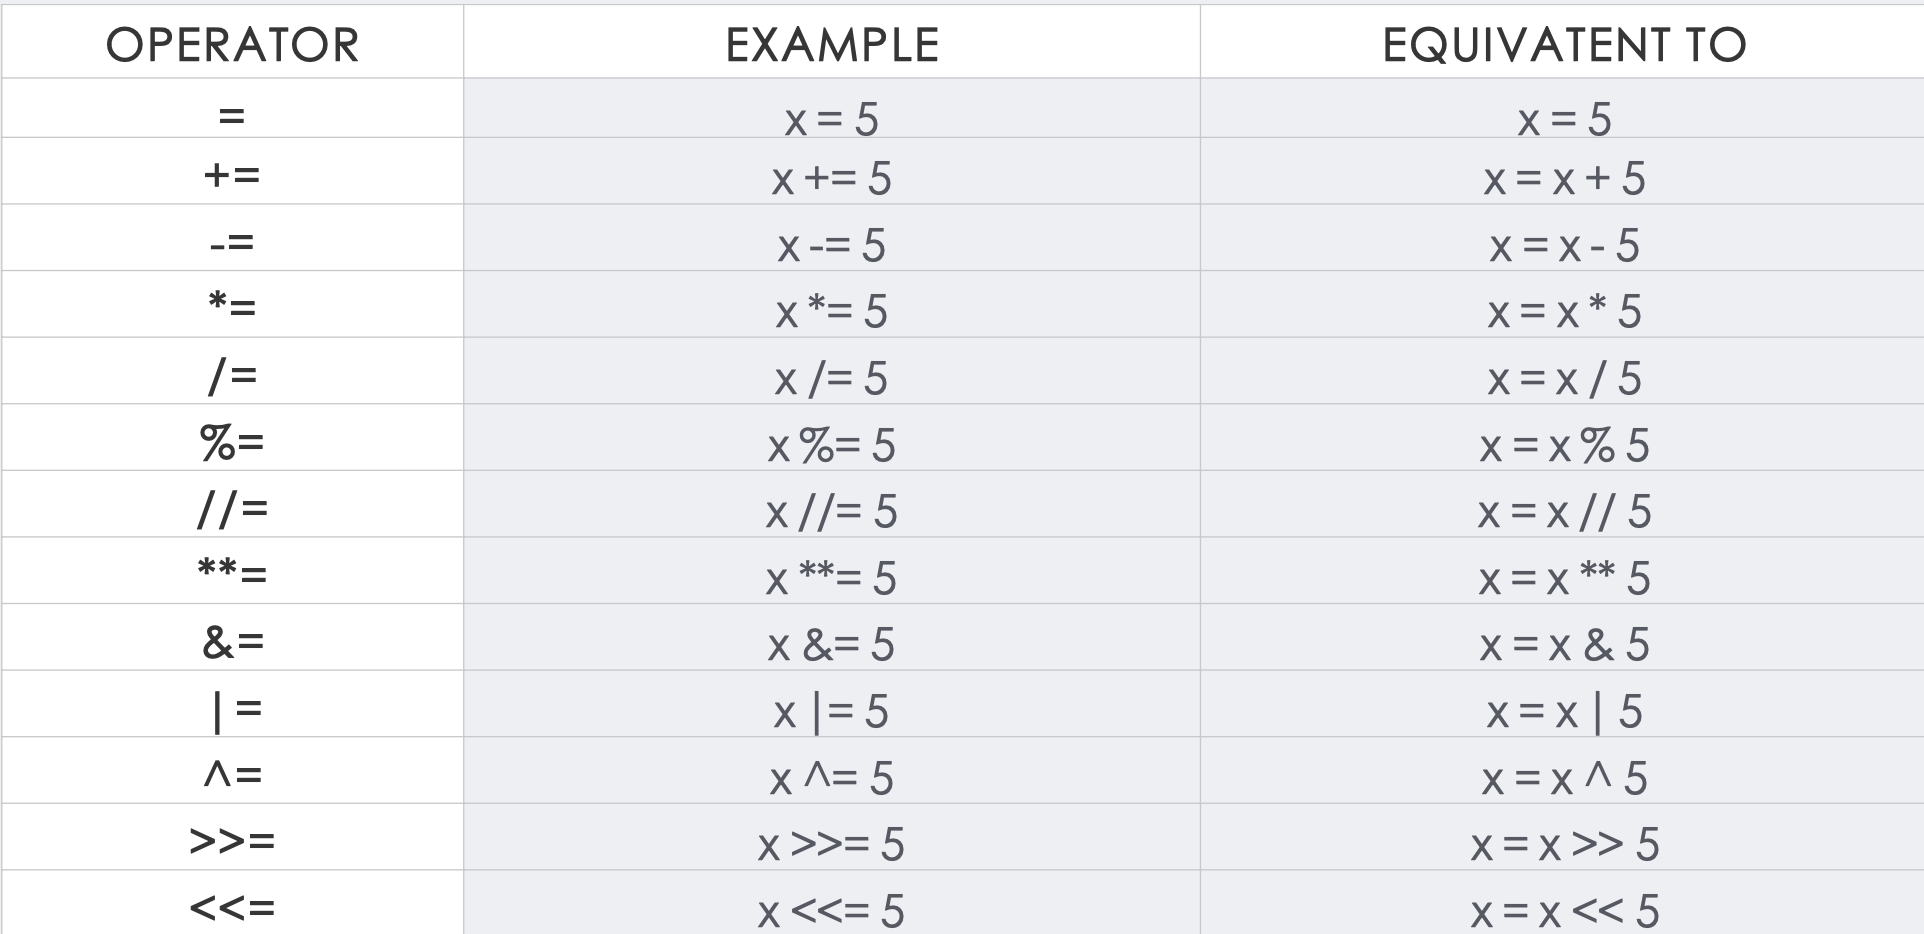 OPERATOR EXAMPLE EQUIVATENT TO
= x = 5 x = 5
+= x += 5 x = x + 5
-= x -= 5 x = x - 5
*= x *= 5 x = x * 5
/= x /= 5 x = x / 5
%= x %= 5 x = x % 5
//= x //= 5 x = x // 5
**= x **= 5 x = x ** 5
&= x &= 5 x = x & 5
|= x |= 5 x = x | 5
^= x ^= 5 x = x ^ 5
>>= x >>= 5 x = x >> 5
<<= x <<= 5 x = x << 5